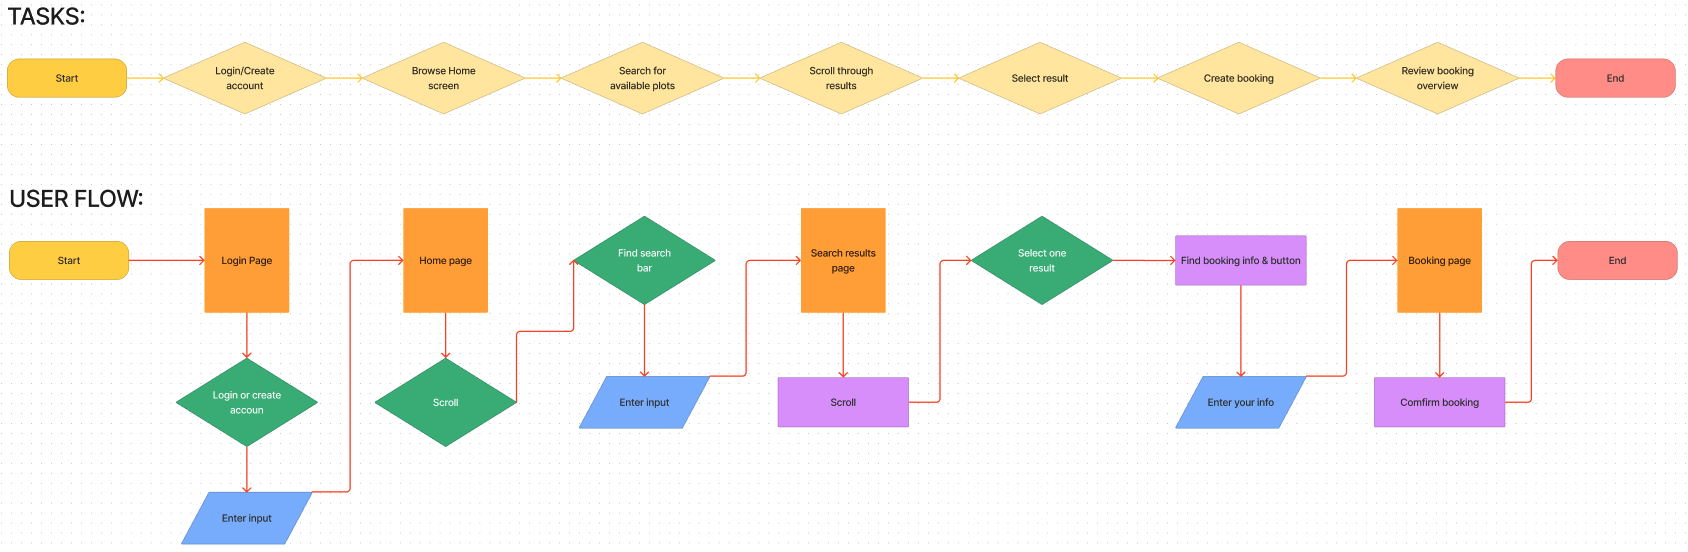 TASKS:
Start
Login/Create
account
Browse Home
screen
Search for
available plots
Scroll through
results
Select result
Create booking
Review booking
overview
End
USER FLOW:
Start
Login Page
Login or create
accoun
Enter input
Home page
Scroll
Find search
bar
Enter input
Search results
page
Scroll
Select one
result
Find booking info & button
Enter your info
Booking page
Comfirm booking
End